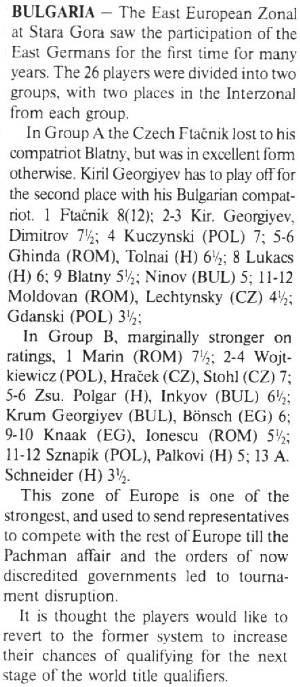 BULGARIA — The East European Zonal
at Stara Gora saw the participation of the
East Germans for the first time for many
years. The 26 players were divided into two
groups, with two places in the Interzonal
from each group.
In Group A the Czech Ftačnik lost to his
compatriot Blatny, but was in excellent form
otherwise. Kiril Georgiyev has to play off for
the second place with his Bulgarian compat-
riot. 1 Ftačnik 8(12); 2-3 Kir. Georgiyev,
Dimitrov 7½; 4 Kuczynski (POL) 7; 5-6
Ghinda (ROM), Tolnai (H) 6½; 8 Lukacs
(H) 6; 9 Blatny 5½; Ninov (BUL) 5; 11-12
Moldovan (ROM), Lechtynsky (CZ) 4½;
Gdanski (POL) 3½;
In Group B, marginally stronger on
ratings, 1 Marin (ROM) 7½; 2-4 Wojt-
kiewicz (POL), Hraček (CZ), Stohl (CZ) 7;
5-6 Zsu. Polgar (H), Inkyov (BUL) 6½;
Krum Georgiyev (BUL), Bönsch (EG) 6;
9-10 Knaak (EG), Ionescu (ROM) 5½;
11-12 Sznapik (POL), Palkovi (H) 5; 13 A.
Schneider (H) 3½.
This zone of Europe is one of the
strongest, and used to send representatives
to compete with the rest of Europe till the
Pachman affair and the orders of now
discredited governments led to tourna-
ment disruption.
It is thought the players would like to
revert to the former system to increase
their chances of qualifying for the next
stage of the world title qualifiers.